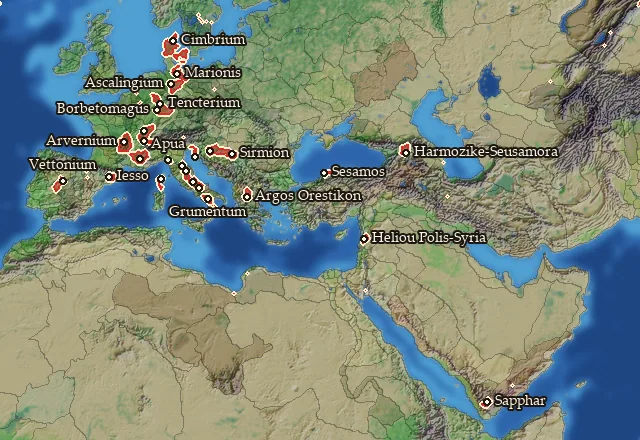 Cimbrium
Marionis
Ascalingium
Tencterium
Borbetomagus
Arvernium
Apua
Sirmion
Harmozike-Seusamora
Vettonium
Iesso
Sesamos
Argos Orestikon
Grumentum
Heliou Polis-Syria
Sapphar